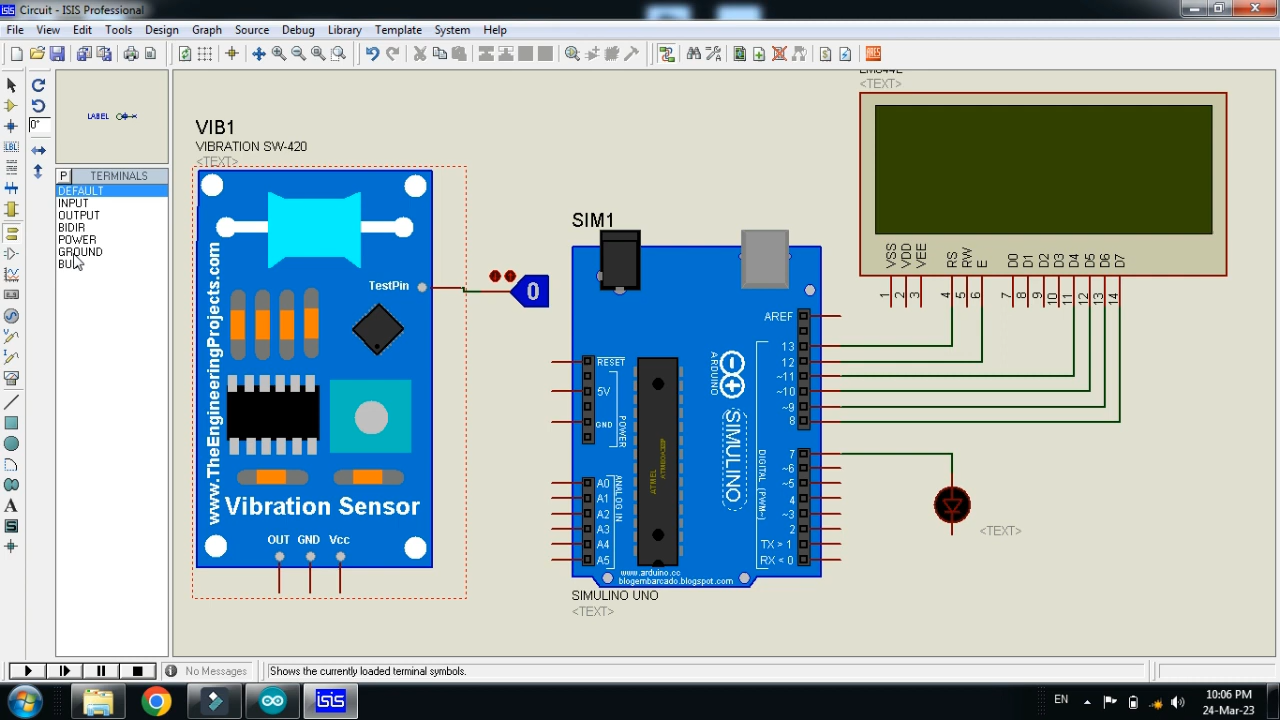 Circuit - ISIS Professional
File View Edit Tools Design Graph Source Debug Library Template System Help
0°
LBL
A
S
LABEL
P TERMINALS
DEFAULT
INPUT
OUTPUT
BIDIR
POWER
GROUND
BUS
VIB1
VIBRATION SW-420
<TEXT>
www.TheEngineeringProjects.com
TestPin
0
Vibration Sensor
OUT GND Vcc
SIM1
AREF
13
12
~11
~10
~9
8
7
~6
~5
4
~3
2
TX > 1
RX < 0
RESET
5V
GND
POWER
A0
A1
A2
A3
A4
A5
ANALOG IN
ARDUINO
SIMULINO
DIGITAL (PWM~)
ATMEL
www.arduino.cc
blogembarcado.blogspot.com
SIMULINO UNO
<TEXT>
<TEXT>
VSS VDD VEE RS RW E D0 D1 D2 D3 D4 D5 D6 D7
1 2 3 4 5 6 7 8 9 10 11 12 13 14
<TEXT>
No Messages
Shows the currently loaded terminal symbols.
isis
EN
10:06 PM
24-Mar-23